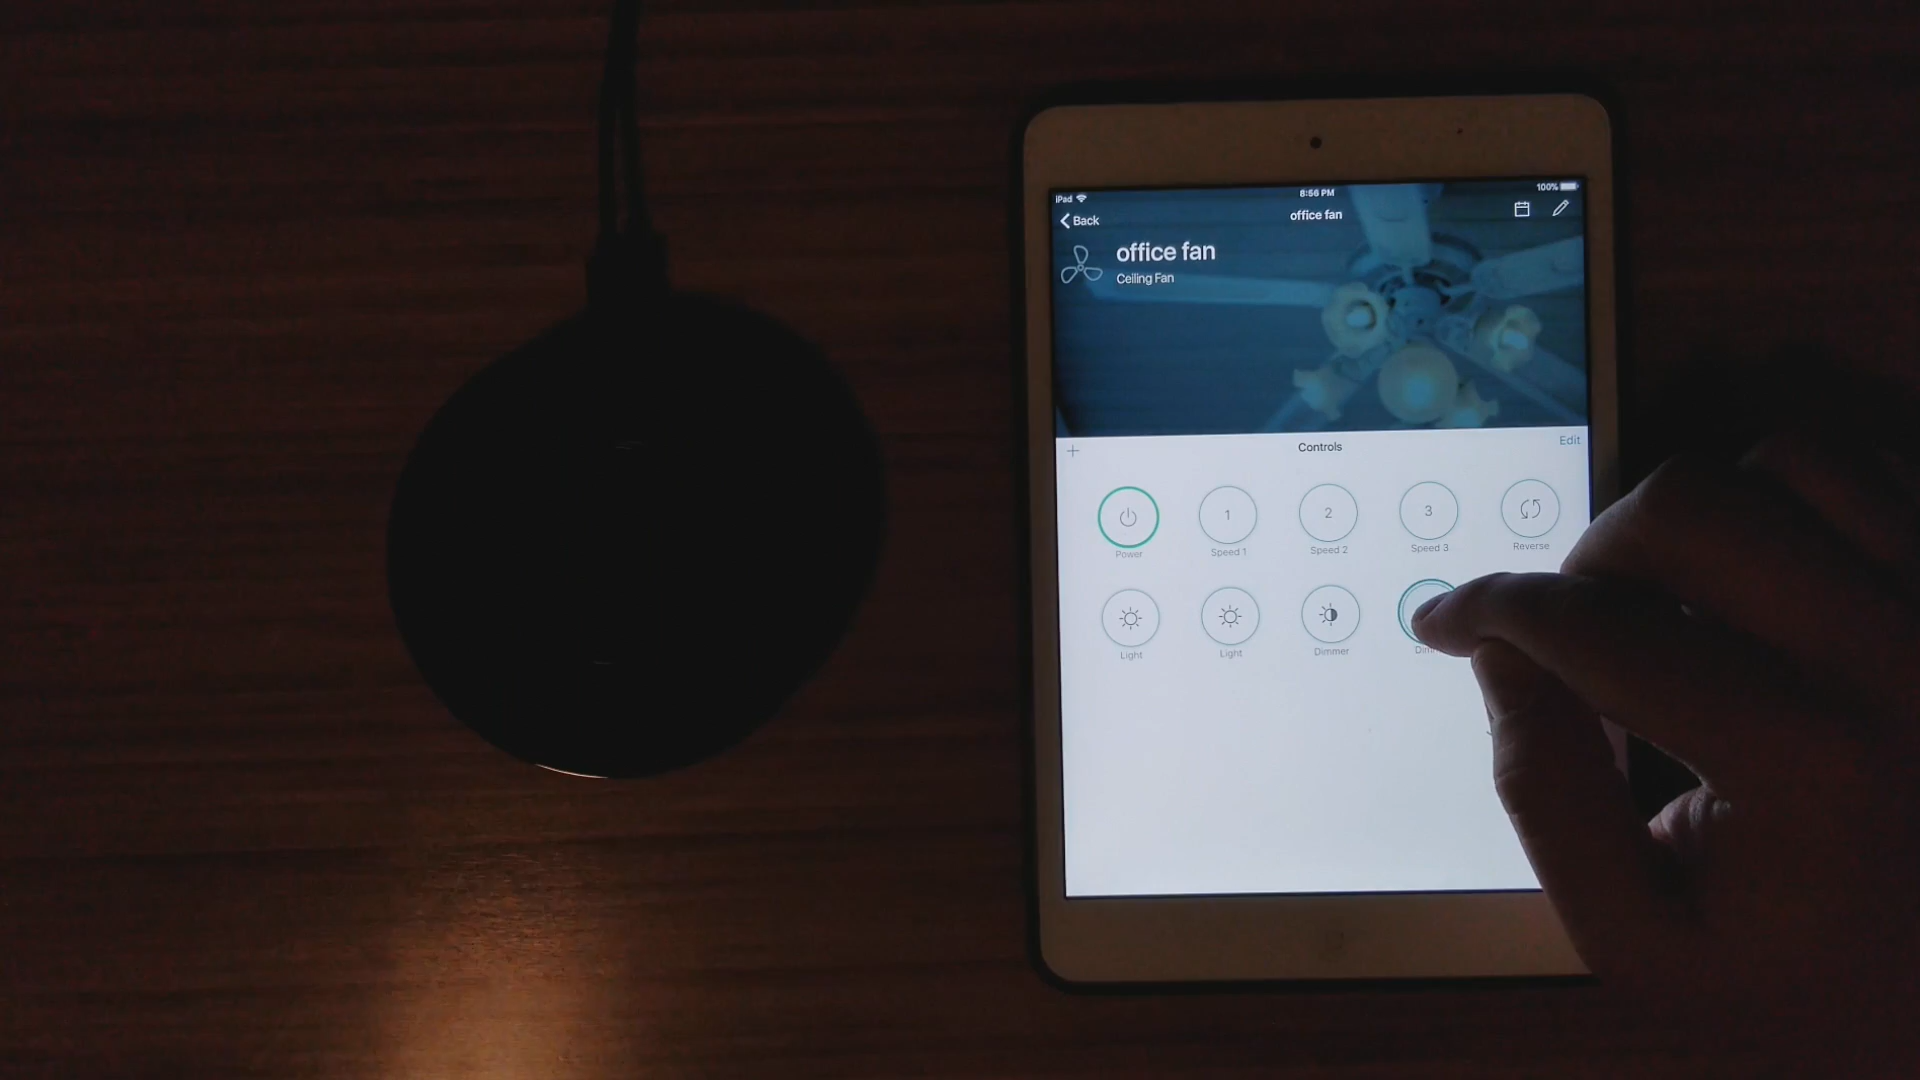 iPad
8:56 PM
100%
Back
office fan
office fan
Ceiling Fan
Controls
Edit
1
2
3
Power
Speed 1
Speed 2
Speed 3
Reverse
Light
Light
Dimmer